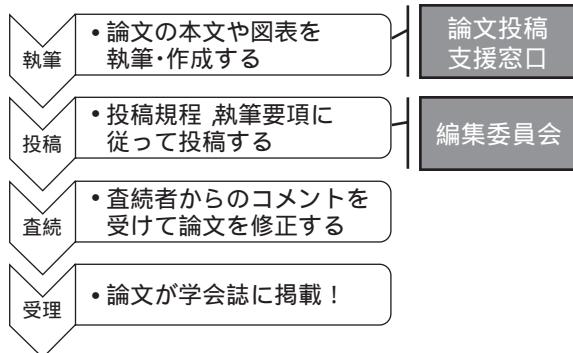 執筆
•論文の本文や図表を
執筆･作成する
論文投稿
支援窓口
投稿
•投稿規程,執筆要項に
従って投稿する
編集委員会
査続
•査続者からのコメントを
受けて論文を修正する
受理
•論文が学会誌に掲載！